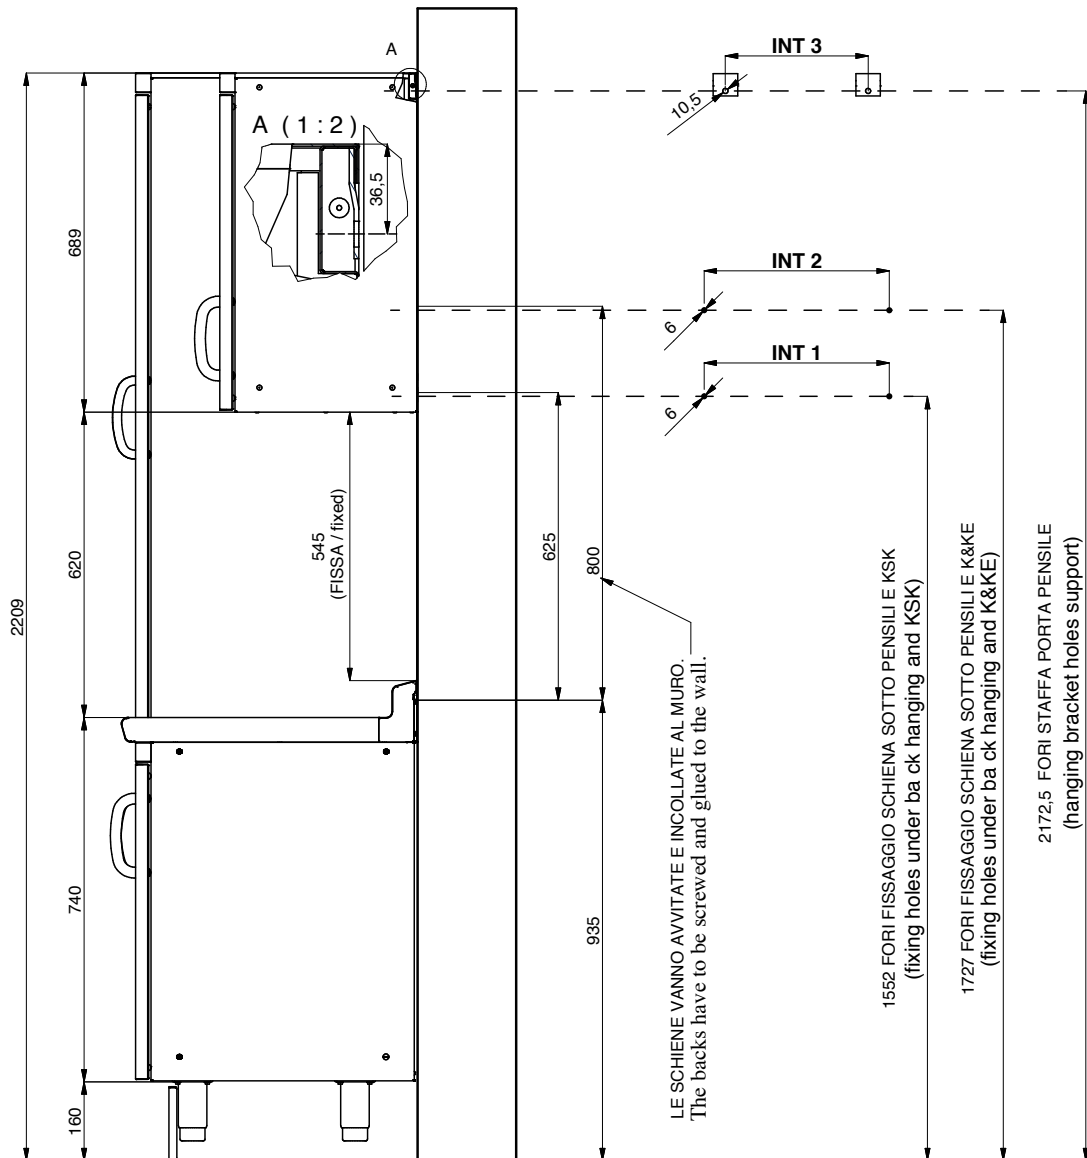 A
INT 3
10,5
A ( 1 : 2 )
36,5
689
INT 2
6
INT 1
6
545
(FISSA / fixed)
625
800
620
2209
LE SCHIENE VANNO AVVITATE E INCOLLATE AL MURO.
The backs have to be screwed and glued to the wall.
1552 FORI FISSAGGIO SCHIENA SOTTO PENSILI E KSK
(fixing holes under ba ck hanging and KSK)
1727 FORI FISSAGGIO SCHIENA SOTTO PENSILI E K&KE
(fixing holes under ba ck hanging and K&KE)
2172,5 FORI STAFFA PORTA PENSILE
(hanging bracket holes support)
740
935
160